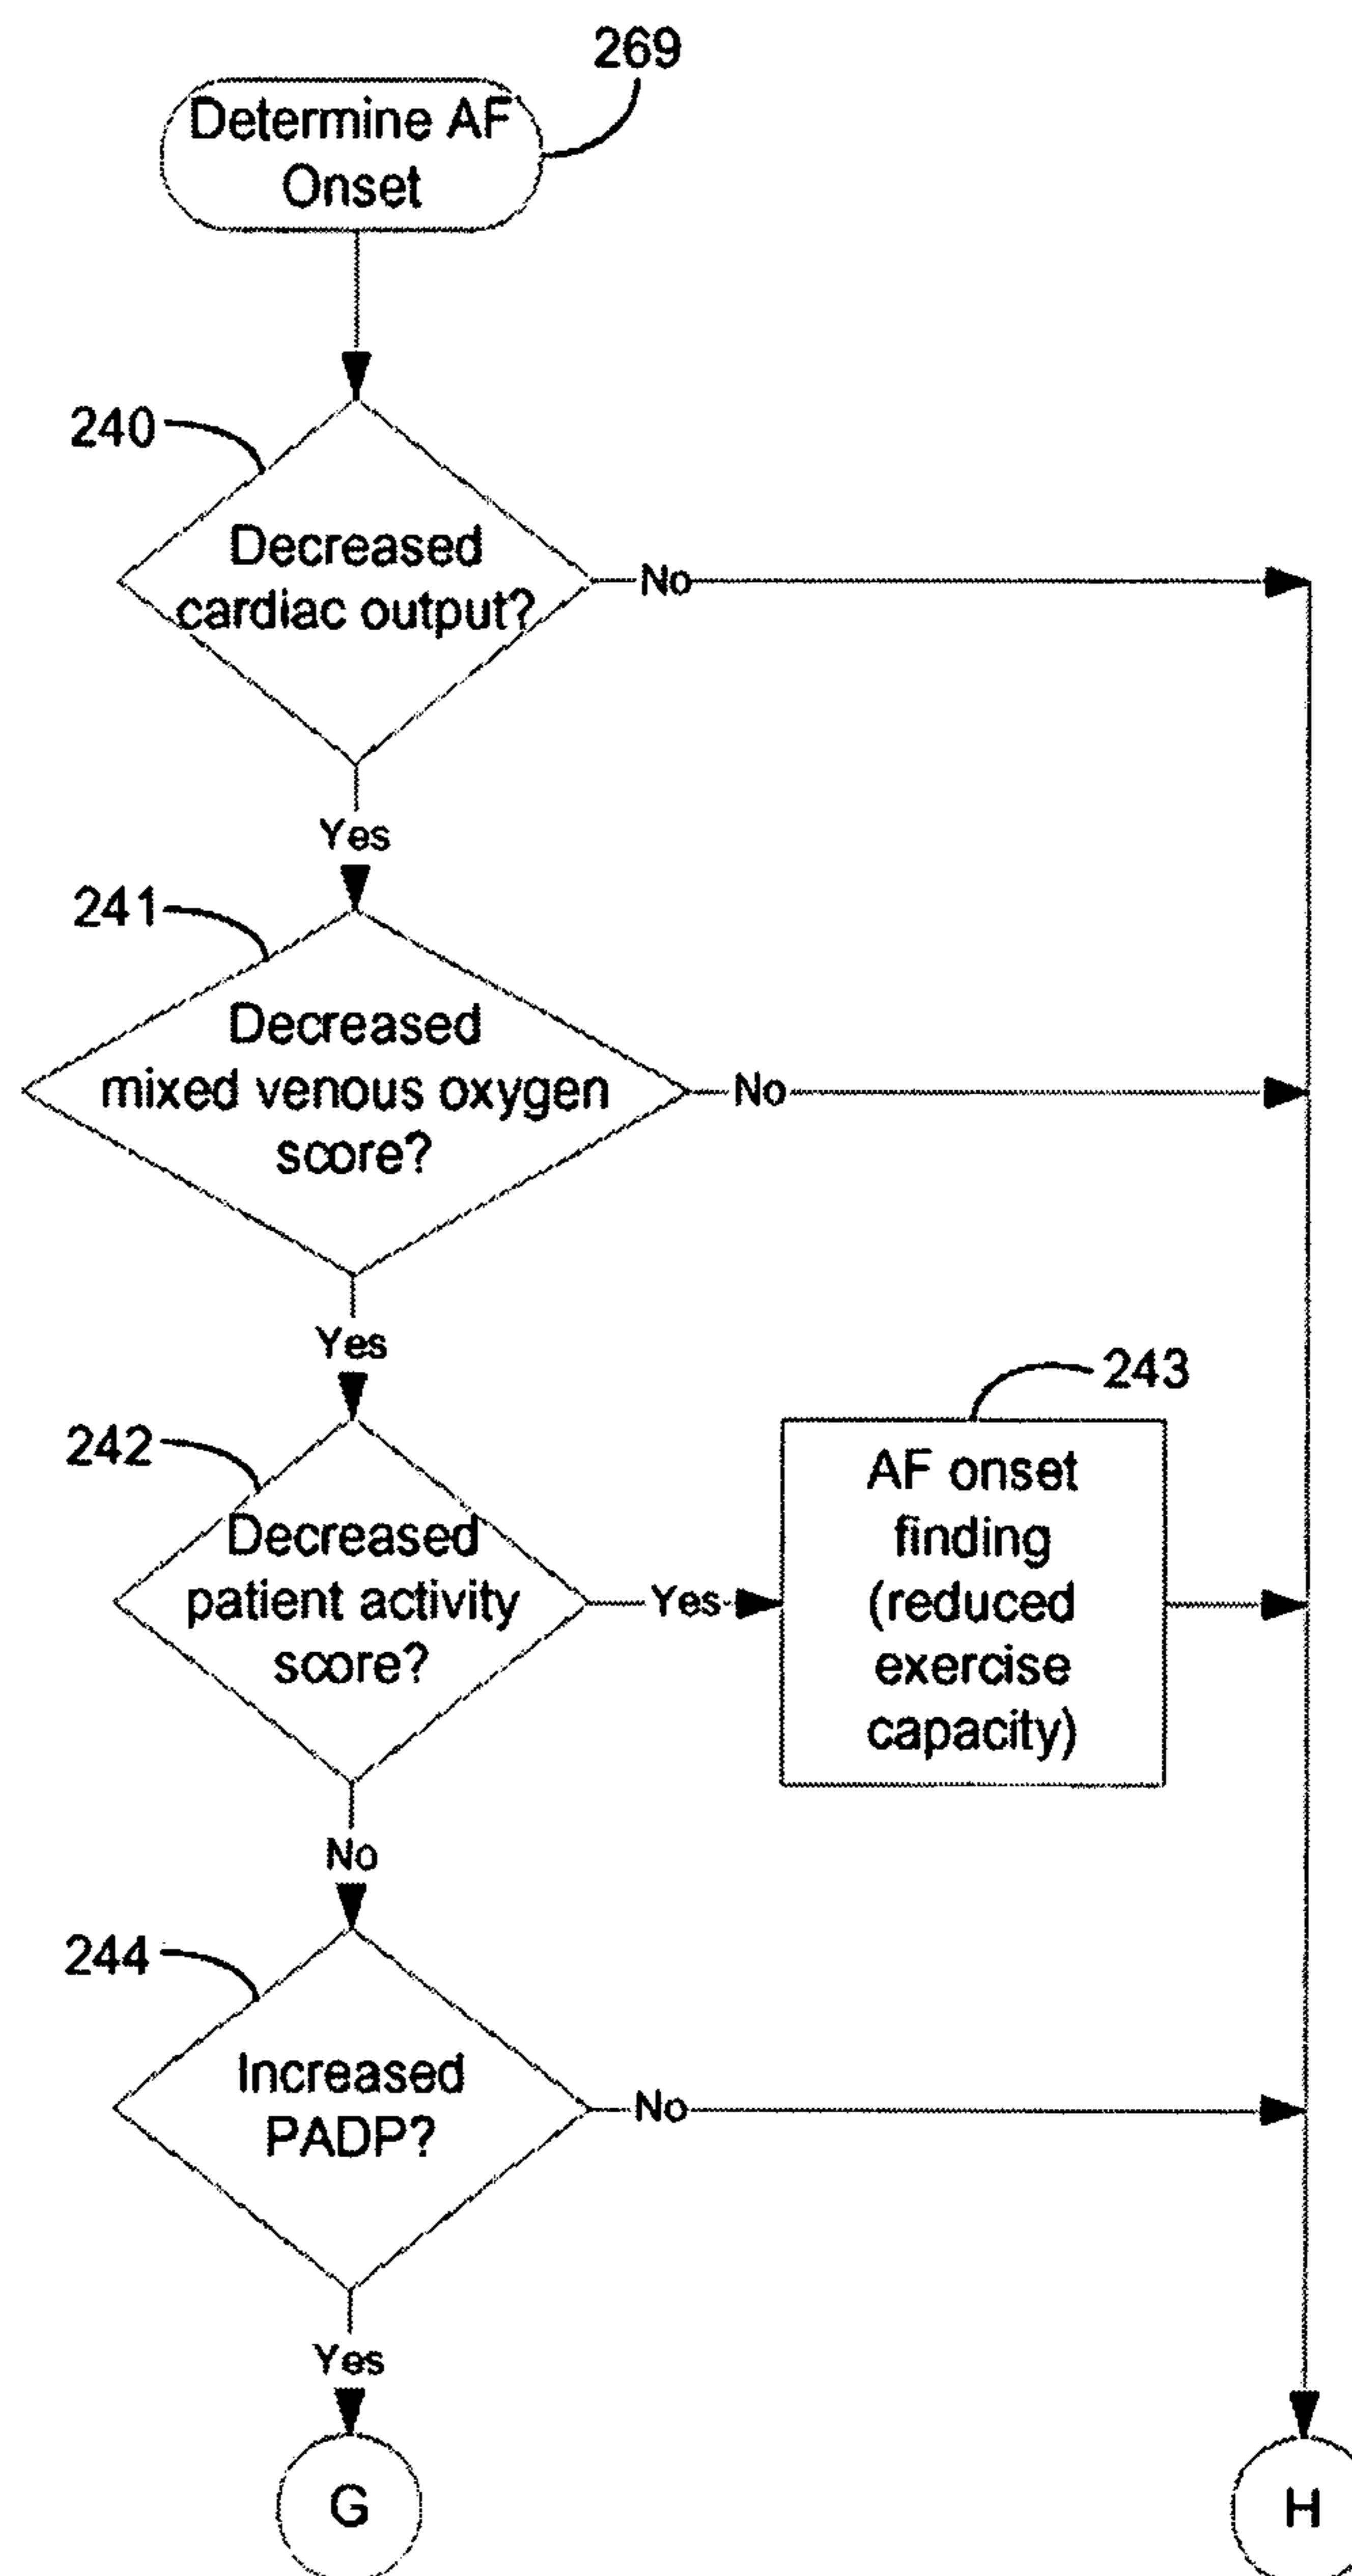 269
Determine AF
Onset
240
Decreased
cardiac output?
No
Yes
241
Decreased
mixed venous oxygen
score?
No
Yes
242
Decreased
patient activity
score?
Yes
243
AF onset
finding
(reduced
exercise
capacity)
No
244
Increased
PADP?
No
Yes
G
H